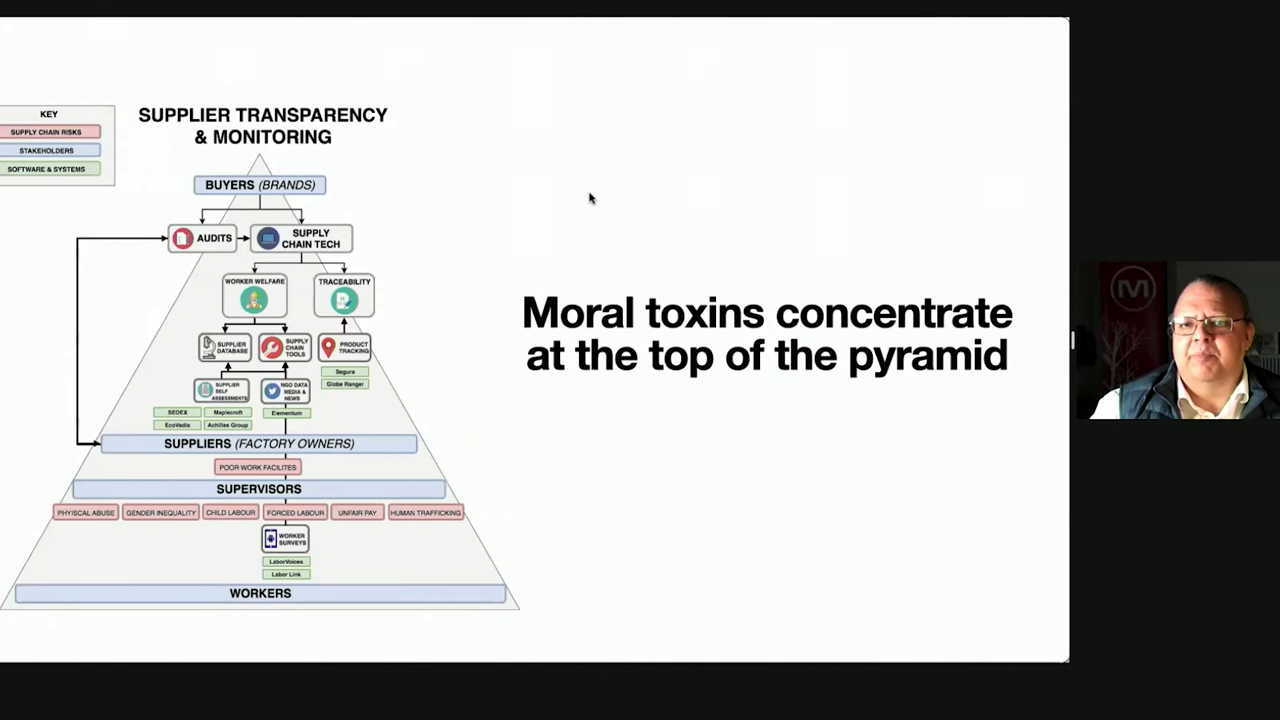 KEY
SUPPLY CHAIN RISKS
STAKEHOLDERS
SOFTWARE & SYSTEMS
SUPPLIER TRANSPARENCY
& MONITORING
BUYERS (BRANDS)
AUDITS
SUPPLY
CHAIN TECH
WORKER WELFARE
TRACEABILITY
SUPPLIER
DATABASE
SUPPLY
CHAIN
TOOLS
PRODUCT
TRACKING
Segura
Globe Ranger
SUPPLIER
SELF
ASSESSMENTS
NGO DATA
MEDIA &
NEWS
SEDEX
Maplecroft
Elementum
EcoVadis
Achilles Group
SUPPLIERS (FACTORY OWNERS)
POOR WORK FACILITES
SUPERVISORS
PHYISCAL ABUSE
GENDER INEQUALITY
CHILD LABOUR
FORCED LABOUR
UNFAIR PAY
HUMAN TRAFFICKING
WORKER
SURVEYS
LaborVoices
Labor Link
WORKERS
Moral toxins concentrate
at the top of the pyramid
M